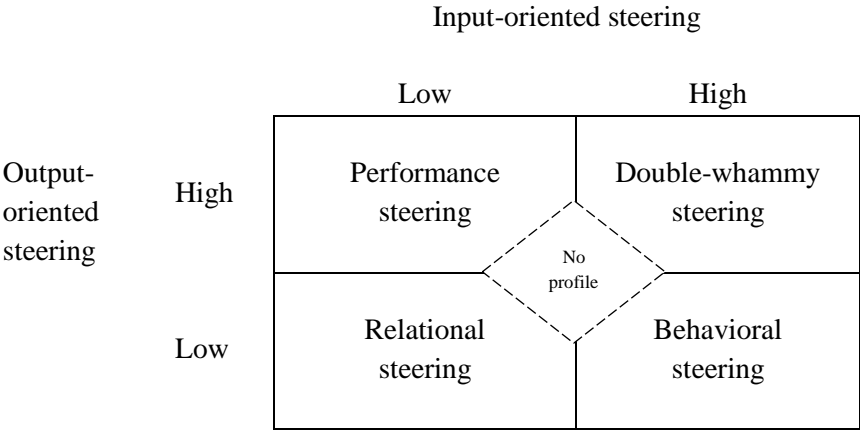 Input-oriented steering
Low High
Output-
oriented
steering
High
Performance
steering
Double-whammy
steering
No
profile
Low
Relational
steering
Behavioral
steering